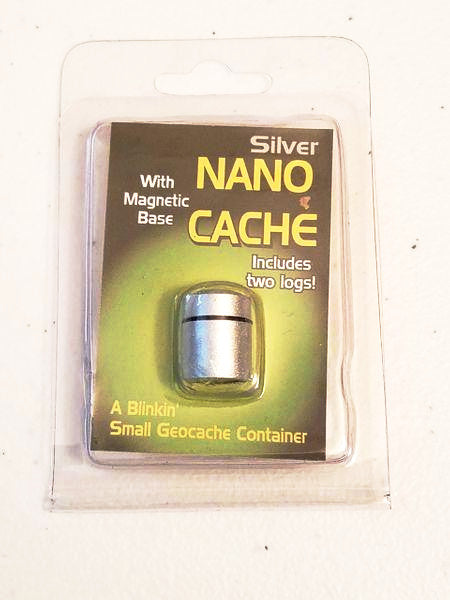 Silver
NANO
CACHE
With
Magnetic
Base
Includes
two logs!
A Blinkin'
Small Geocache Container